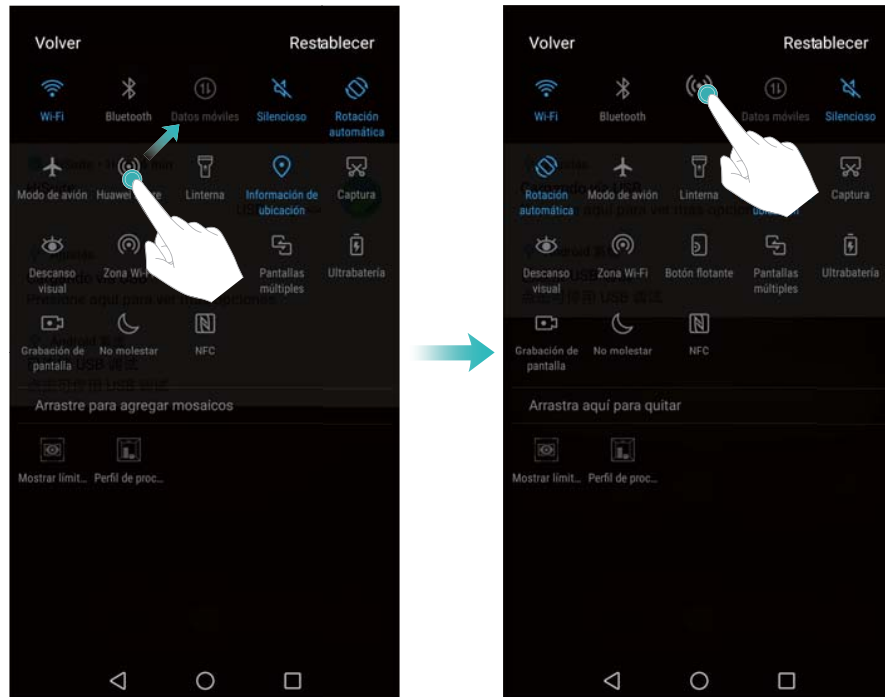 Volver Restablecer
Wi-Fi Bluetooth Datos móviles Silencioso Rotación
automática
Modo de avión Huawei Linterna Información de Captura
ubicación
Descanso Zona Wi-Fi Pantallas Ultrabatería
visual múltiples
Grabación de No molestar NFC
pantalla
Arrastre para agregar mosaicos
Mostrar límit... Perfil de proc...
Volver Restablecer
Wi-Fi Bluetooth Datos móviles Silencioso
Rotación Modo de avión Linterna Captura
automática
Descanso Zona Wi-Fi Botón flotante Pantallas Ultrabatería
visual múltiples
Grabación de No molestar NFC
pantalla
Arrastra aquí para quitar
Mostrar límit... Perfil de proc...